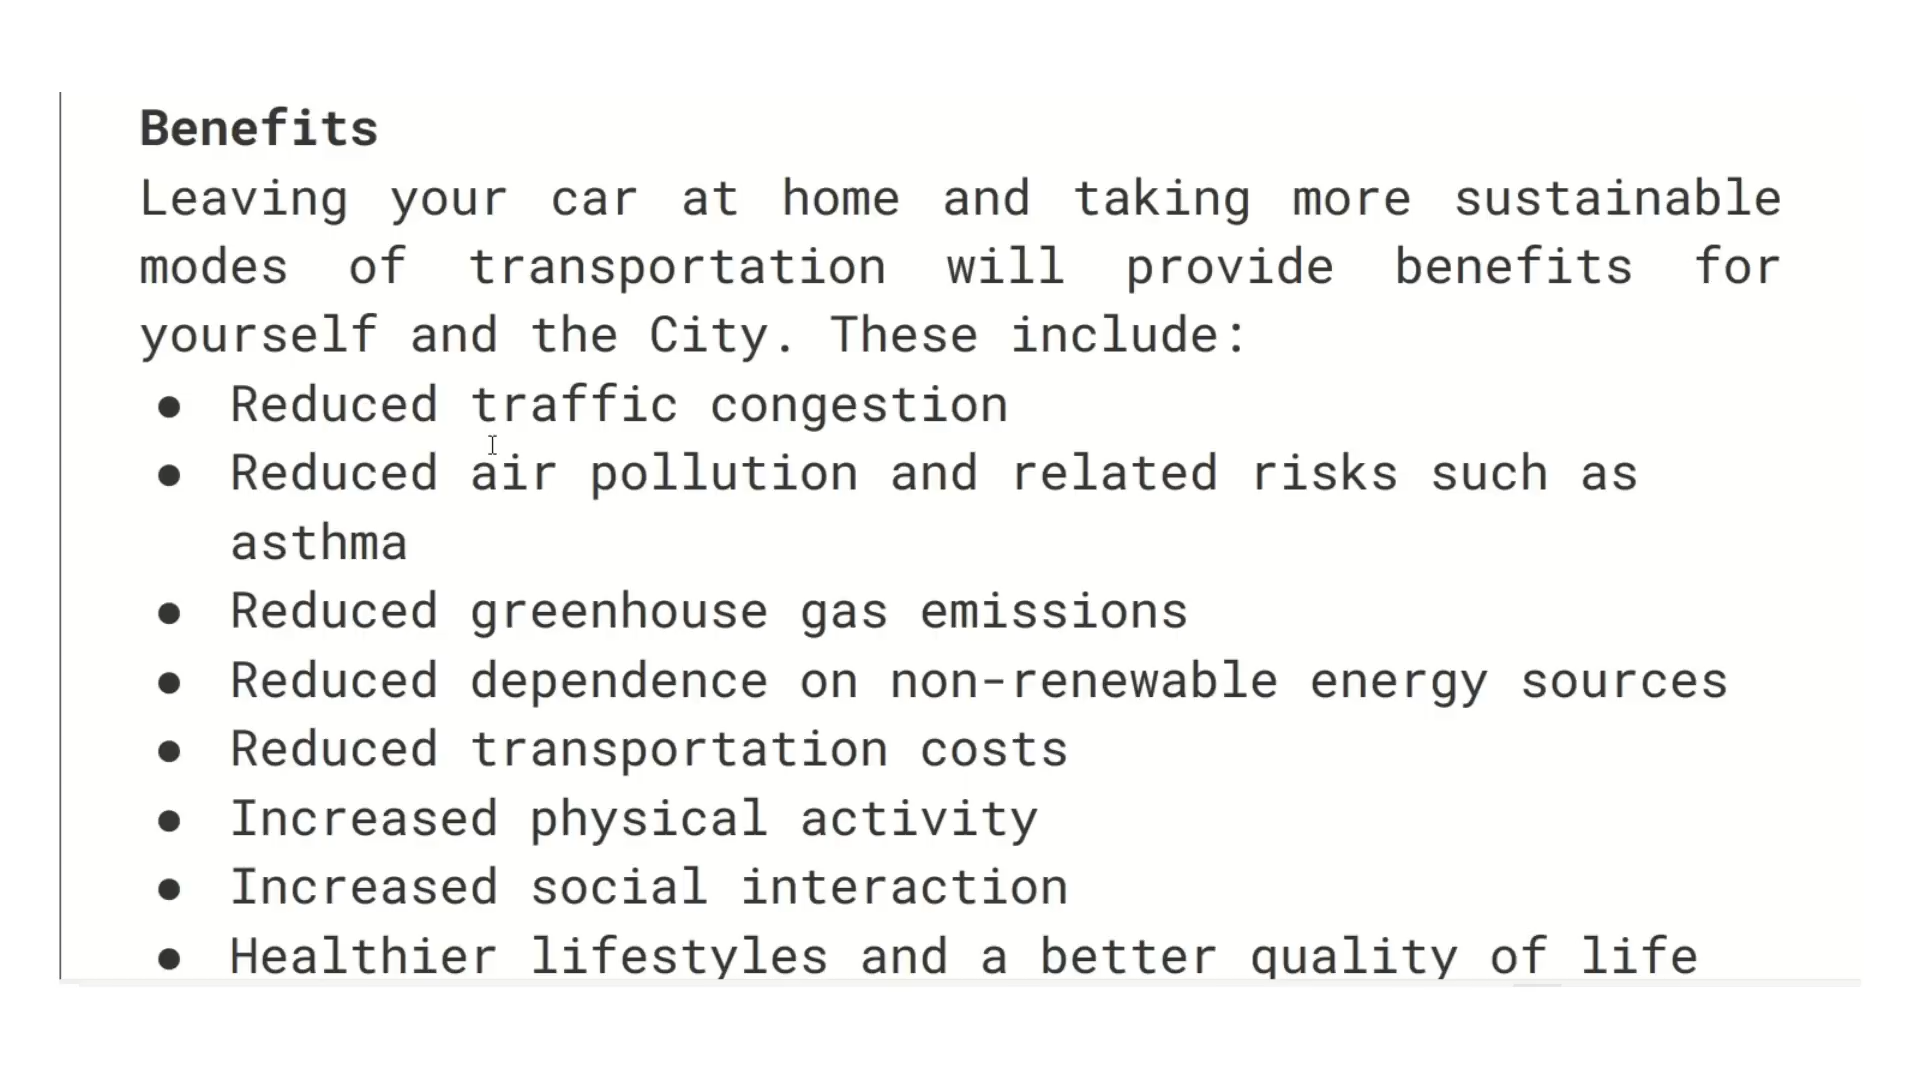 Benefits
Leaving your car at home and taking more sustainable
modes of transportation will provide benefits for
yourself and the City. These include:
● Reduced traffic congestion
● Reduced air pollution and related risks such as
asthma
● Reduced greenhouse gas emissions
● Reduced dependence on non-renewable energy sources
● Reduced transportation costs
● Increased physical activity
● Increased social interaction
● Healthier lifestyles and a better quality of life